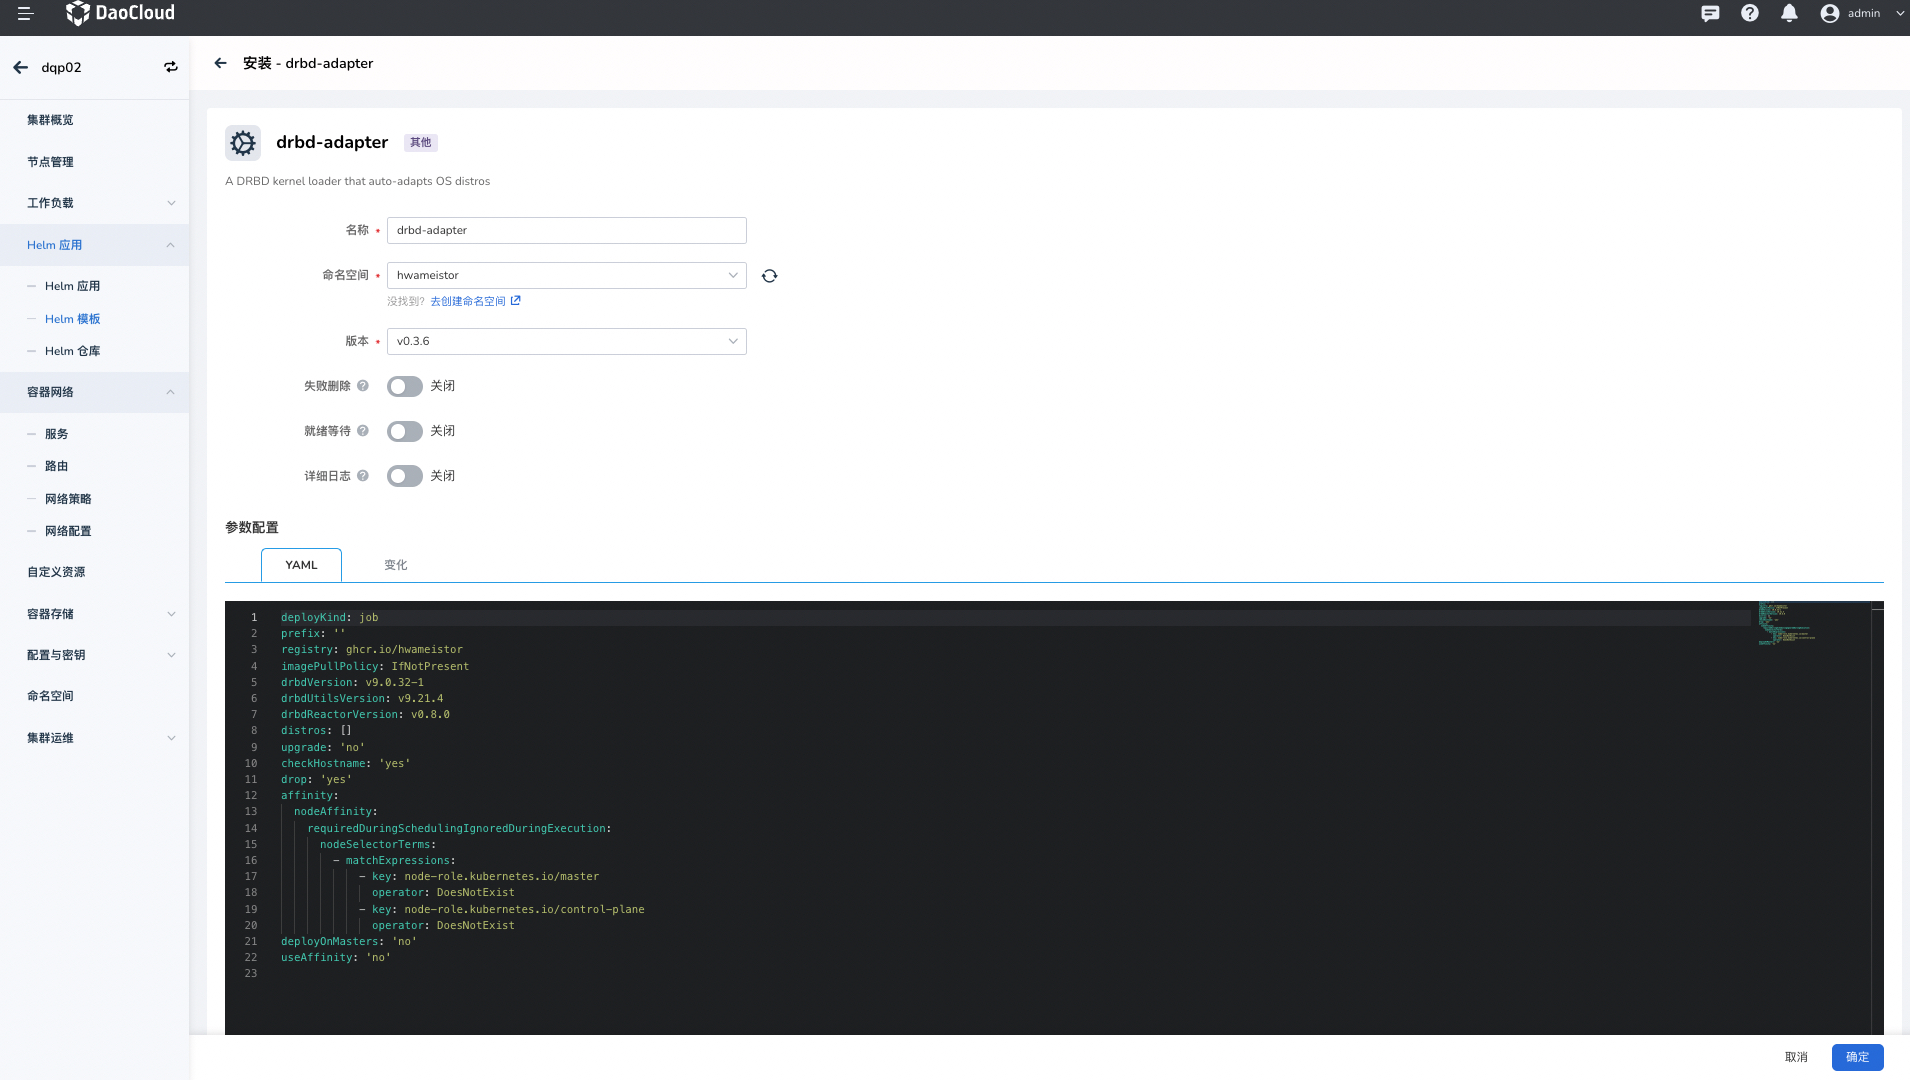 DaoCloud
admin
dqp02
安装 - drbd-adapter
集群概览
节点管理
工作负载
Helm 应用
Helm 应用
Helm 模板
Helm 仓库
容器网络
服务
路由
网络策略
网络配置
自定义资源
容器存储
配置与密钥
命名空间
集群运维
drbd-adapter 其他
A DRBD kernel loader that auto-adapts OS distros
名称 • drbd-adapter
命名空间 • hwameistor
没找到? 去创建命名空间
版本 • v0.3.6
失败删除 ? 关闭
就绪等待 ? 关闭
详细日志 ? 关闭
参数配置
YAML 变化
1 deployKind: job
2 prefix: ''
3 registry: ghcr.io/hwameistor
4 imagePullPolicy: IfNotPresent
5 drbdVersion: v9.0.32-1
6 drbdUtilsVersion: v9.21.4
7 drbdReactorVersion: v0.8.0
8 distros: []
9 upgrade: 'no'
10 checkHostname: 'yes'
11 drop: 'yes'
12 affinity:
13 nodeAffinity:
14 requiredDuringSchedulingIgnoredDuringExecution:
15 nodeSelectorTerms:
16 - matchExpressions:
17 - key: node-role.kubernetes.io/master
18 operator: DoesNotExist
19 - key: node-role.kubernetes.io/control-plane
20 operator: DoesNotExist
21 deployOnMasters: 'no'
22 useAffinity: 'no'
23
取消 确定